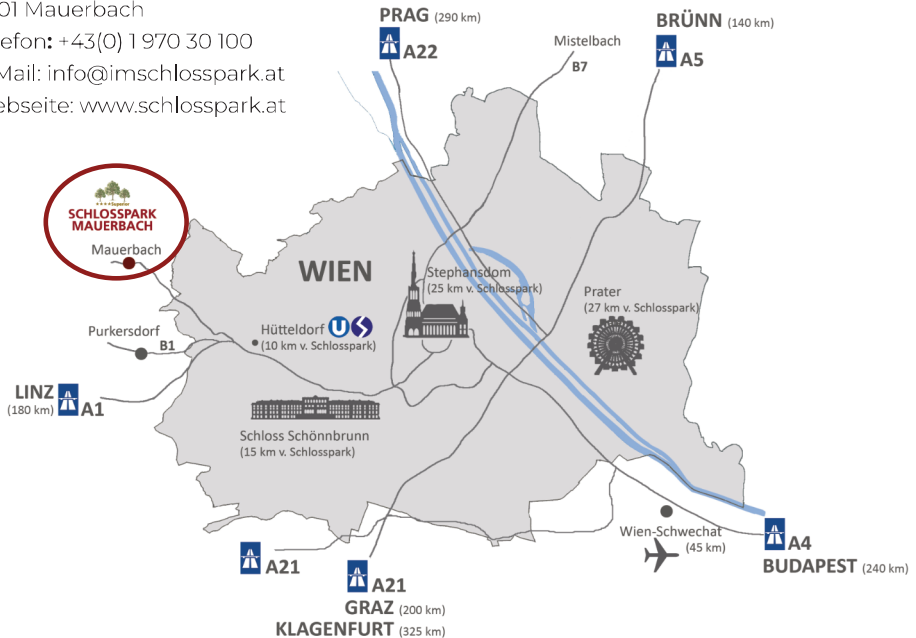 01 Mauerbach
efon: +43(0) 1 970 30 100
Mail: info@imschlosspark.at
ebseite: www.schlosspark.at
PRAG (290 km)
A22
BRÜNN (140 km)
A5
Mistelbach
B7
★★★★Superior
SCHLOSSPARK
MAUERBACH
Mauerbach
WIEN
Stephansdom
(25 km v. Schlosspark)
Prater
(27 km v. Schlosspark)
Purkersdorf
B1
Hütteldorf U S
(10 km v. Schlosspark)
LINZ
(180 km)
A1
Schloss Schönnbrunn
(15 km v. Schlosspark)
Wien-Schwechat
(45 km)
A4
BUDAPEST (240 km)
A21
A21
GRAZ (200 km)
KLAGENFURT (325 km)